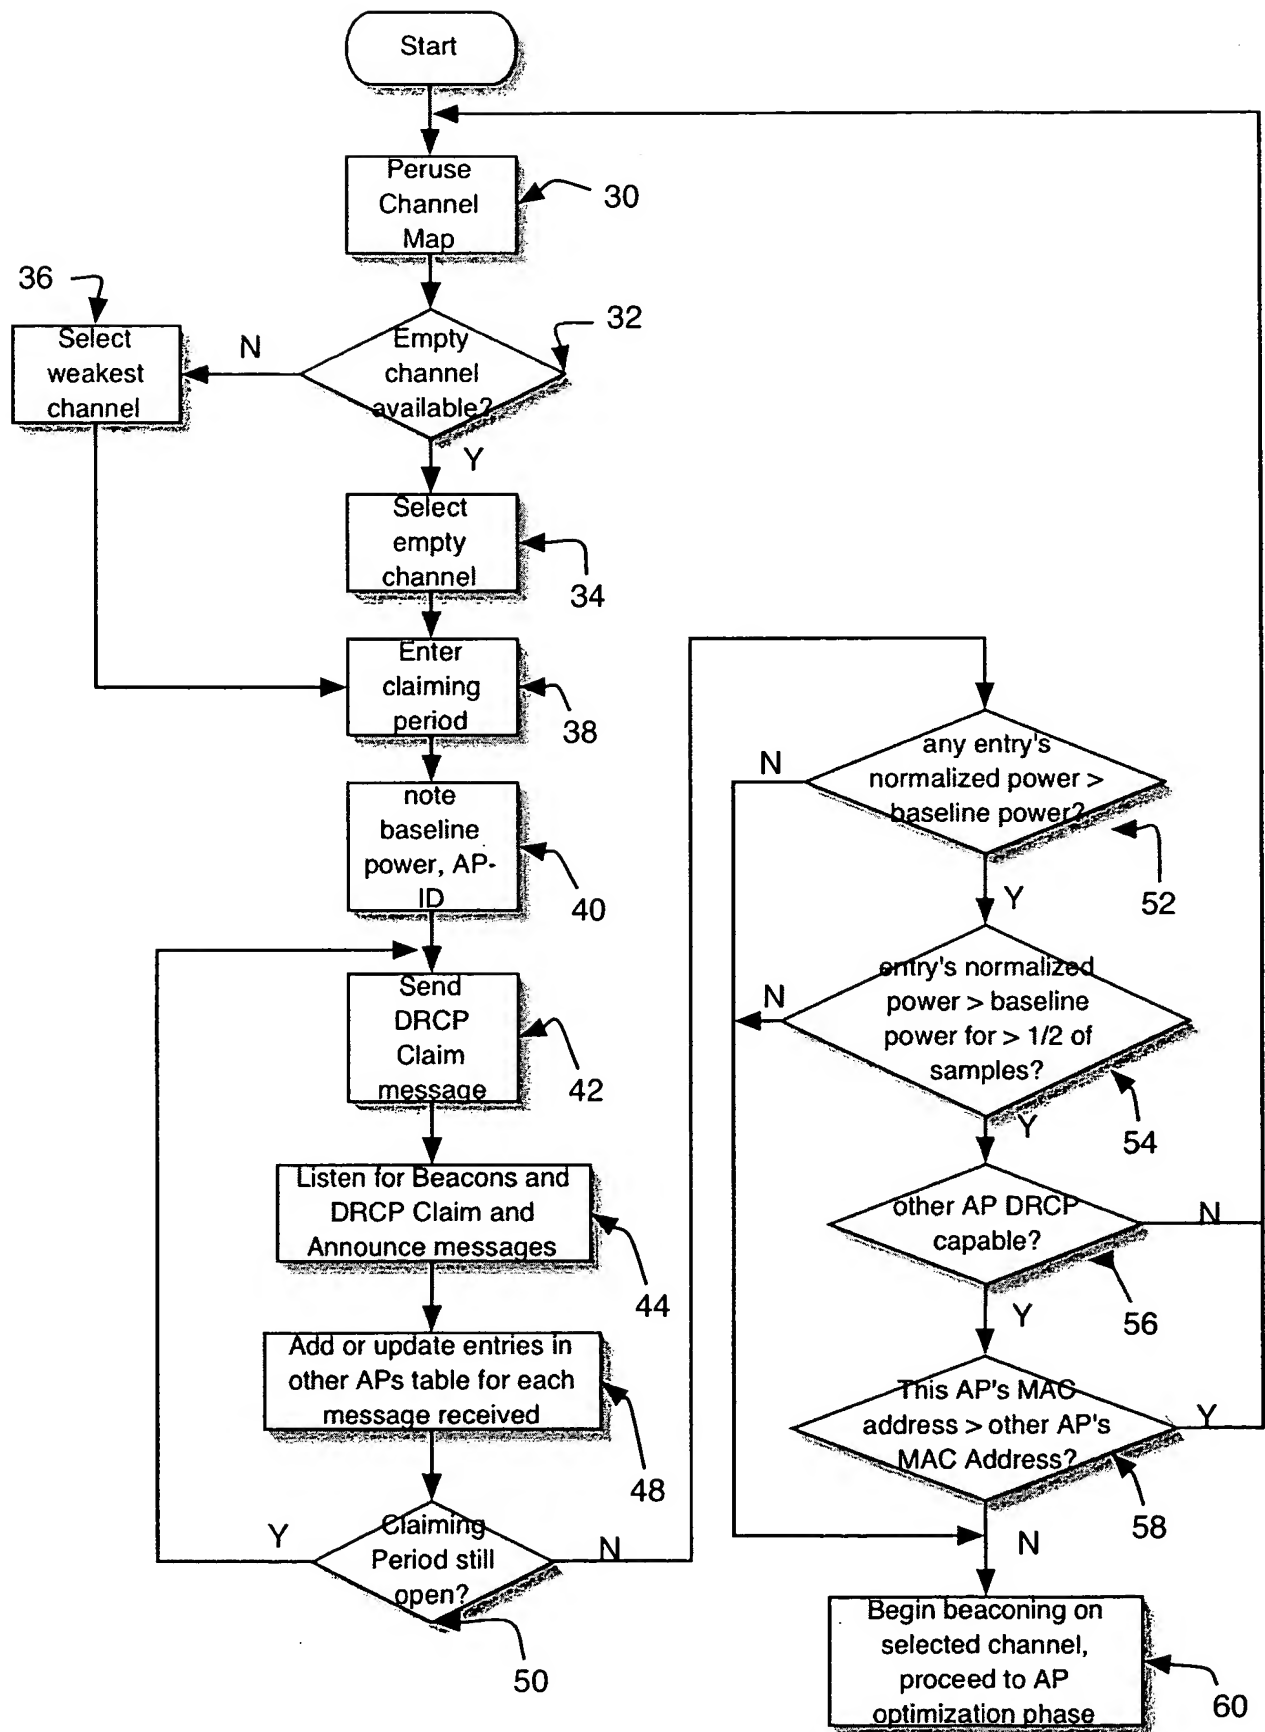 Start
Peruse
Channel
Map
30
36
32
Select
weakest
channel
N
Empty
channel
available?
Y
Select
empty
channel
34
Enter
claiming
period
38
note
baseline
power, AP-
ID
40
Send
DRCP
Claim
message
42
Listen for Beacons and
DRCP Claim and
Announce messages
44
Add or update entries in
other APs table for each
message received
48
Y
Claiming
Period still
open?
N
50
N
any entry's
normalized power >
baseline power?
52
Y
N
entry's normalized
power > baseline
power for > 1/2 of
samples?
54
Y
other AP DRCP
capable?
N
56
Y
This AP's MAC
address > other AP's
MAC Address?
Y
58
N
Begin beaconing on
selected channel,
proceed to AP
optimization phase
60